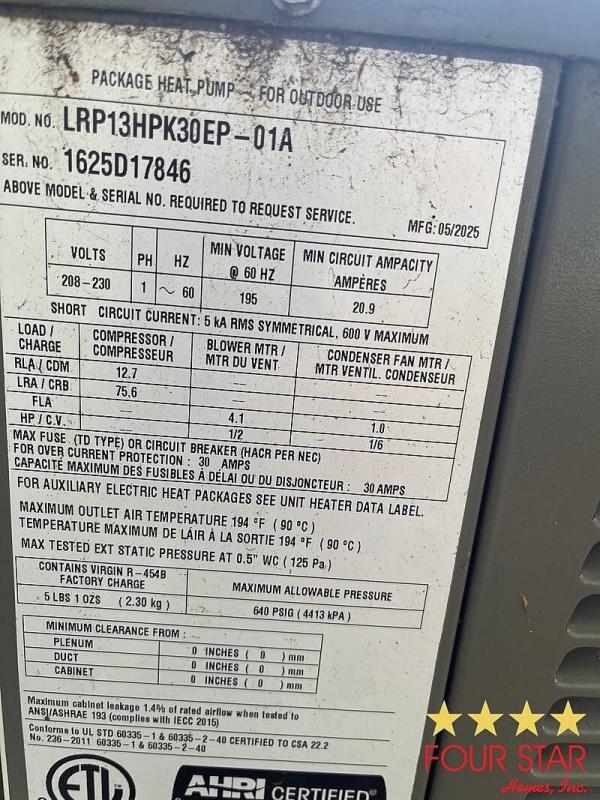 PACKAGE HEAT PUMP - FOR OUTDOOR USE
MOD. NO. LRP13HPK30EP-01A
SER. NO. 1625D17846
ABOVE MODEL & SERIAL NO. REQUIRED TO REQUEST SERVICE. MFG: 05/2025
VOLTS PH HZ MIN VOLTAGE @ 60 HZ MIN CIRCUIT AMPACITY AMPÈRES
208-230 1 ~ 60 195 20.9
SHORT CIRCUIT CURRENT: 5 kA RMS SYMMETRICAL, 600 V MAXIMUM
LOAD / CHARGE COMPRESSOR / COMPRESSEUR BLOWER MTR / MTR DU VENT CONDENSER FAN MTR / MTR VENTIL. CONDENSEUR
RLA / CDM 12.7 — —
LRA / CRB 75.6 — —
FLA 4.1 1.0
HP / C.V. 1/2 1/6
MAX FUSE (TD TYPE) OR CIRCUIT BREAKER (HACR PER NEC)
FOR OVER CURRENT PROTECTION : 30 AMPS
CAPACITÉ MAXIMUM DES FUSIBLES À DÉLAI OU DU DISJONCTEUR : 30 AMPS
FOR AUXILIARY ELECTRIC HEAT PACKAGES SEE UNIT HEATER DATA LABEL.
MAXIMUM OUTLET AIR TEMPERATURE 194 °F ( 90 °C )
TEMPERATURE MAXIMUM DE LÁIR À LA SORTIE 194 °F ( 90 °C )
MAX TESTED EXT STATIC PRESSURE AT 0.5" WC ( 125 Pa )
CONTAINS VIRGIN R-454B FACTORY CHARGE MAXIMUM ALLOWABLE PRESSURE
5 LBS 1 OZS ( 2.30 kg ) 640 PSIG ( 4413 kPA )
MINIMUM CLEARANCE FROM :
PLENUM 0 INCHES ( 0 ) mm
DUCT 0 INCHES ( 0 ) mm
CABINET 0 INCHES ( 0 ) mm
Maximum cabinet leakage 1.4% of rated airflow when tested to
ANSI/ASHRAE 193 (complies with IECC 2015)
Conforms to UL STD 60335-1 & 60335-2-40 CERTIFIED TO CSA 22.2
No. 236-2011 60335-1 & 60335-2-40
ETL
AHRI CERTIFIED
FOUR STAR
Homes, Inc.